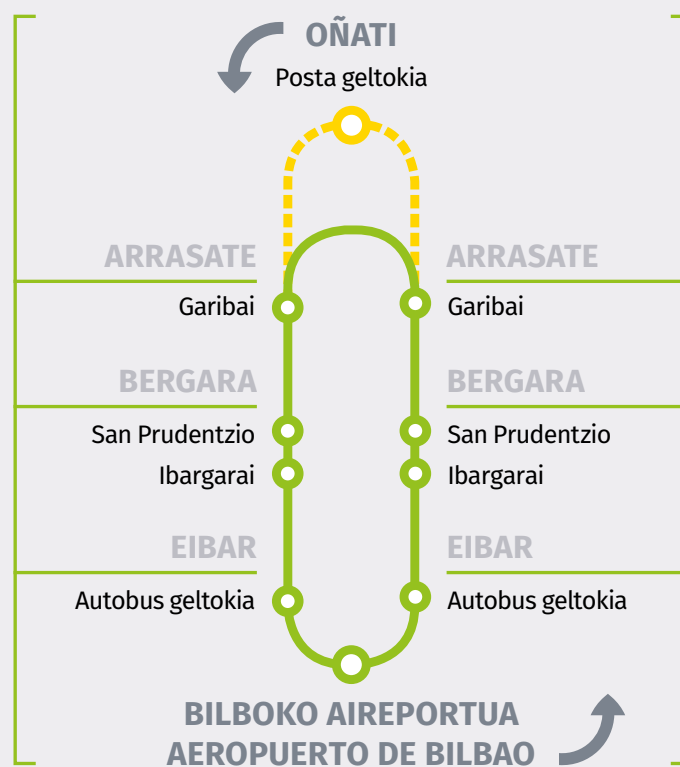 OÑATI
Posta geltokia
ARRASATE
Garibai
BERGARA
San Prudentzio
Ibargarai
EIBAR
Autobus geltokia
ARRASATE
Garibai
BERGARA
San Prudentzio
Ibargarai
EIBAR
Autobus geltokia
BILBOKO AIREPORTUA
AEROPUERTO DE BILBAO